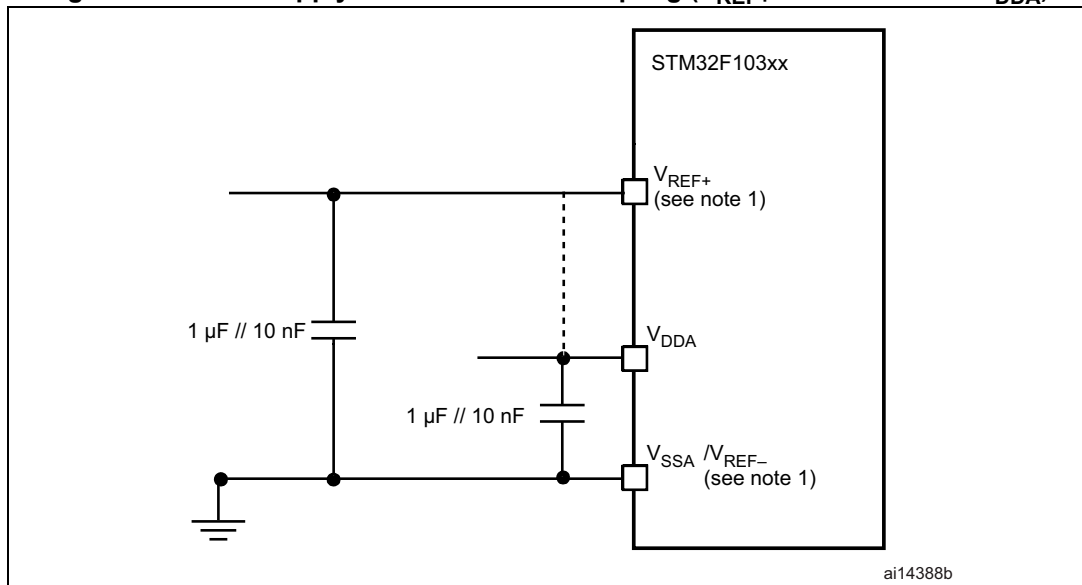 STM32F103xx
VREF+
(see note 1)
1 µF // 10 nF
VDDA
1 µF // 10 nF
VSSA /VREF–
(see note 1)
ai14388b